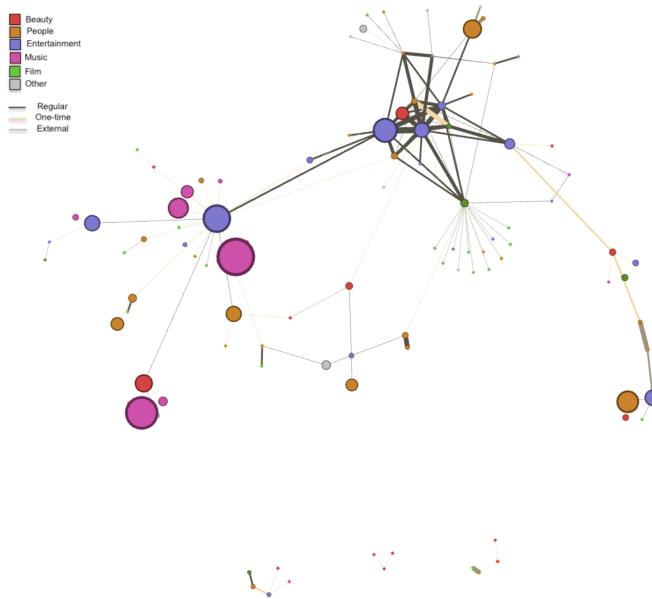 Beauty
People
Entertainment
Music
Film
Other
Regular
One-time
External